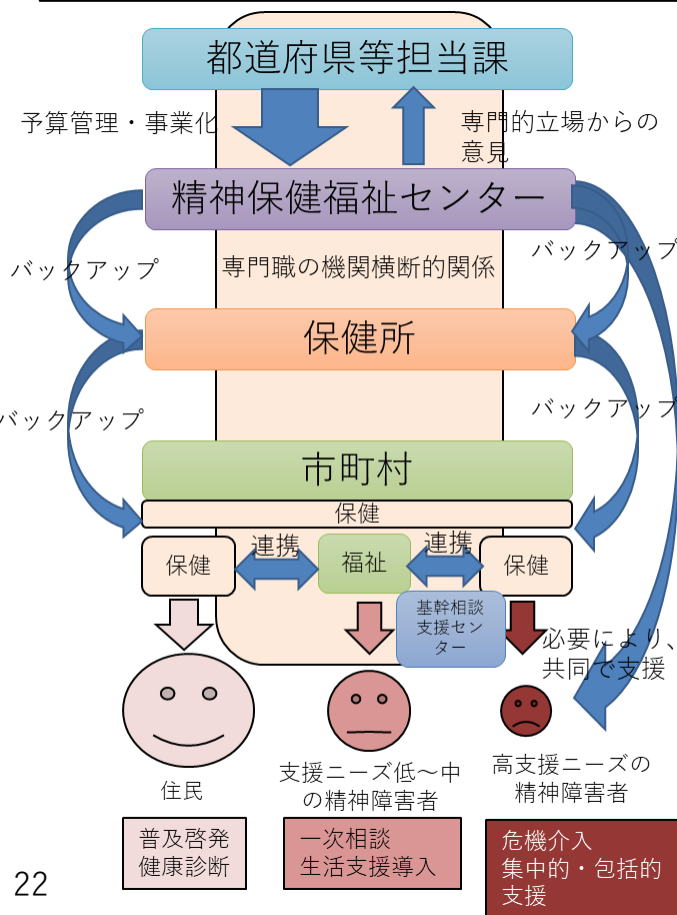 都道府県等担当課
予算管理・事業化
専門的立場からの
意見
精神保健福祉センター
バックアップ
専門職の機関横断的関係
バックアップ
保健所
バックアップ
バックアップ
市町村
保健
保健
連携
福祉
連携
保健
基幹相談
支援セン
ター
必要により、
共同で支援
住民
支援ニーズ低～中
の精神障害者
高支援ニーズの
精神障害者
普及啓発
健康診断
一次相談
生活支援導入
危機介入
集中的・包括的
支援
22